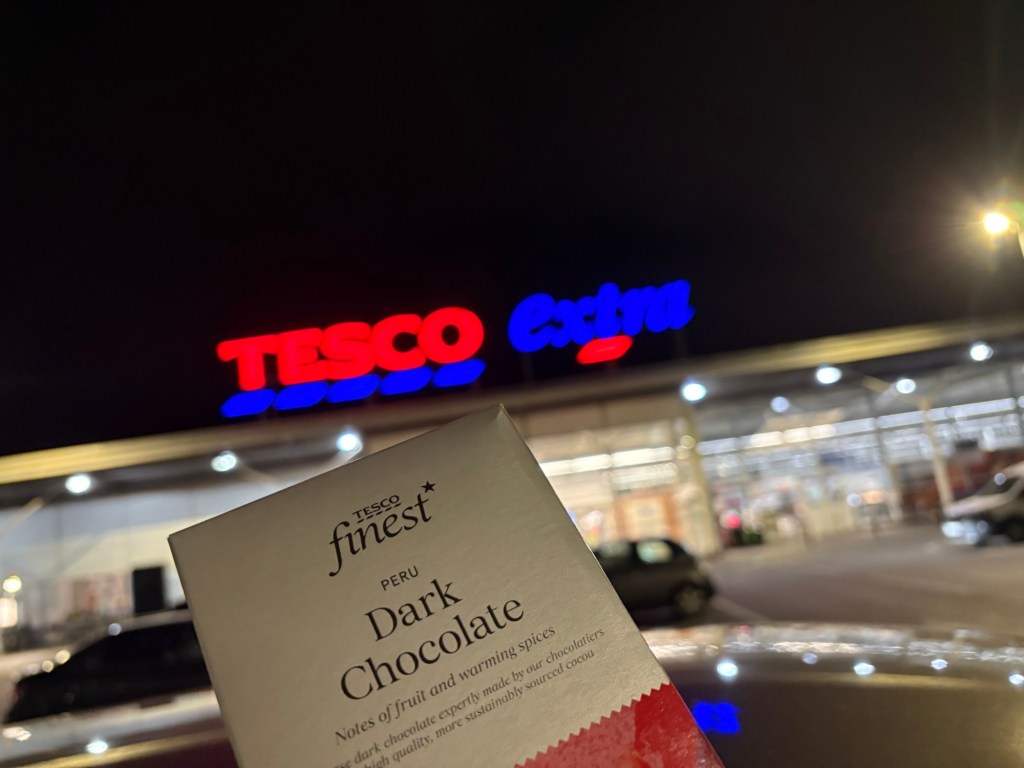 TESCO extra
TESCO
finest
PERU
Dark
Chocolate
Notes of fruit and warming spices
dark chocolate expertly made by our chocolatiers
high quality, more sustainably sourced cocoa